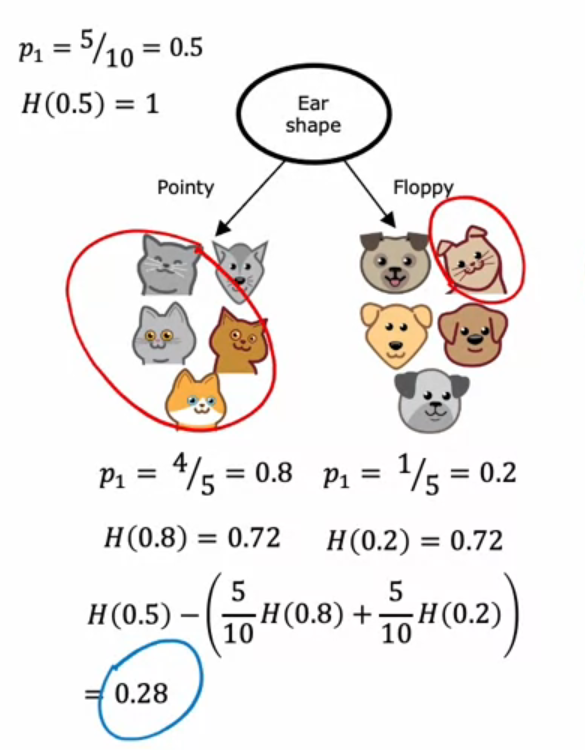 p₁ = 5/10 = 0.5
H(0.5) = 1
Ear
shape
Pointy
Floppy
p₁ = 4/5 = 0.8
p₁ = 1/5 = 0.2
H(0.8) = 0.72
H(0.2) = 0.72
H(0.5) − (5/10 H(0.8) + 5/10 H(0.2))
= 0.28